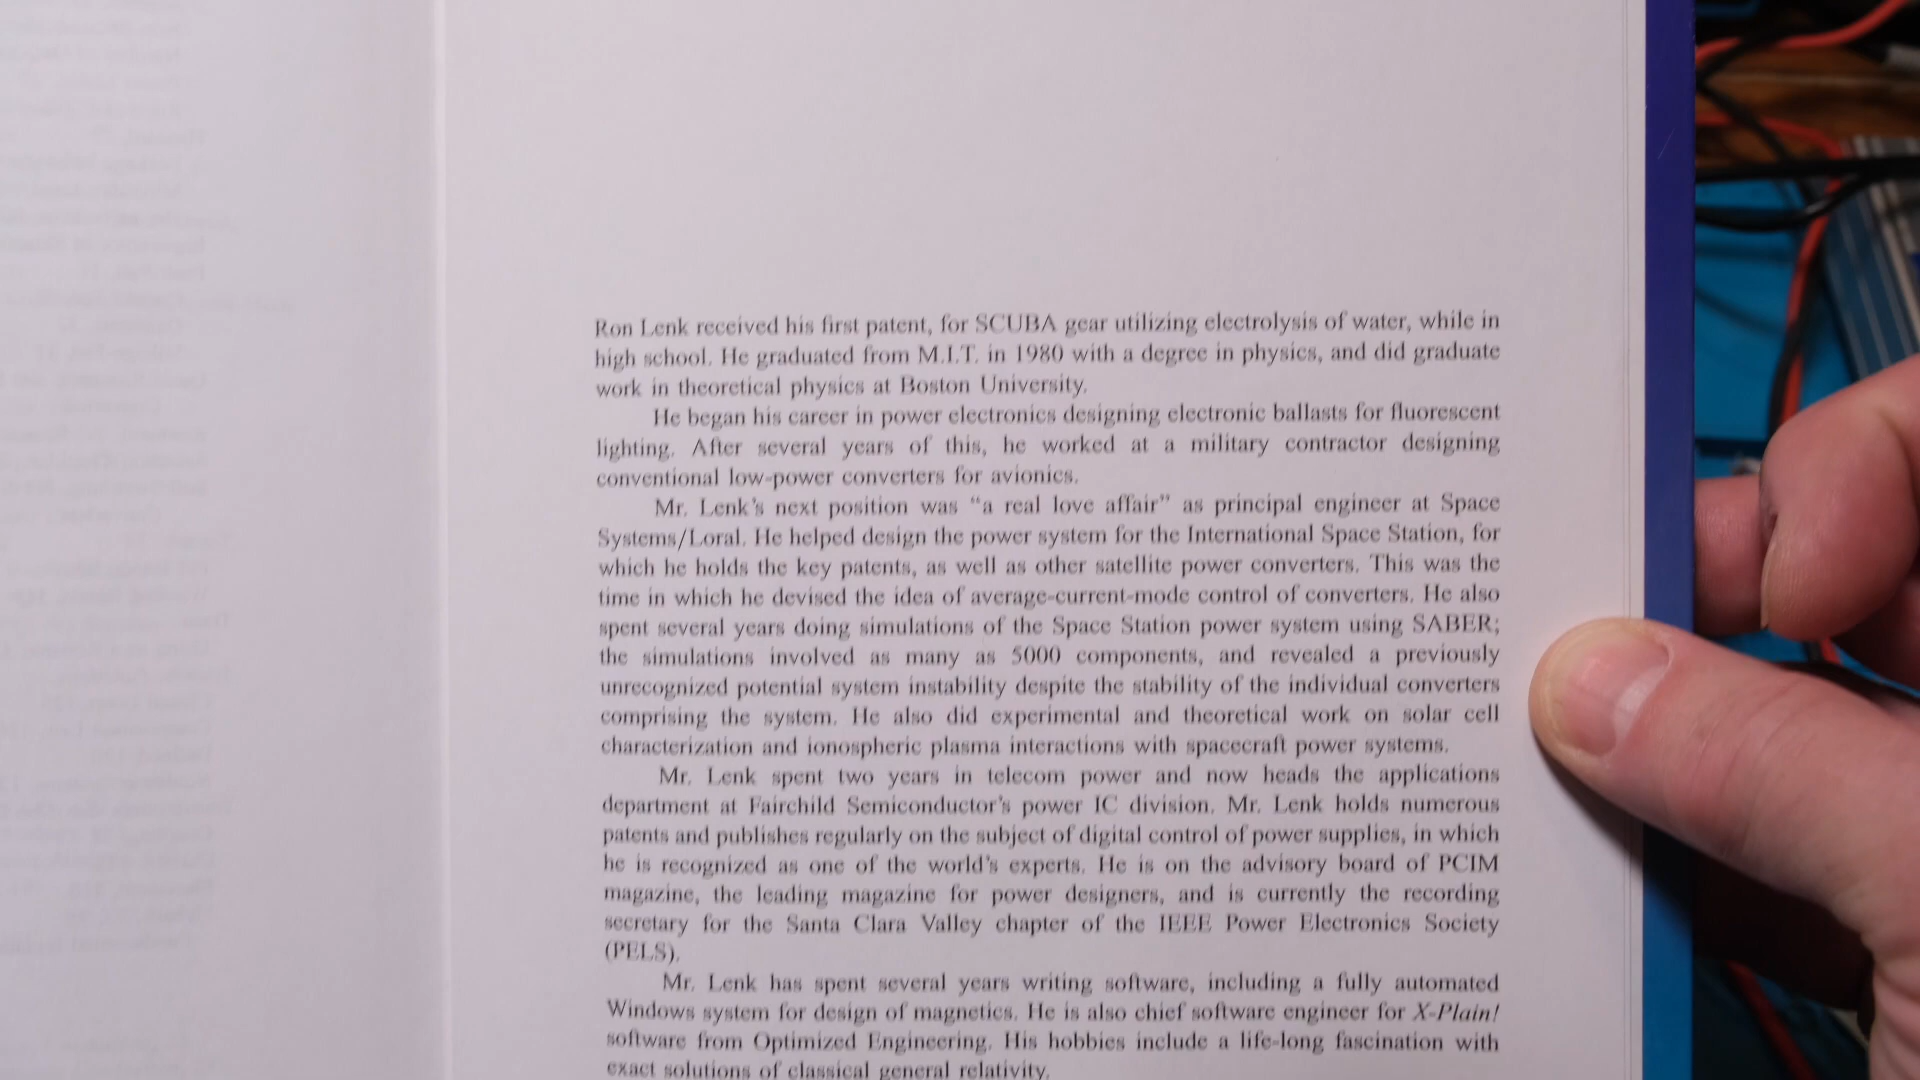 Ron Lenk received his first patent, for SCUBA gear utilizing electrolysis of water, while in
high school. He graduated from M.I.T. in 1980 with a degree in physics, and did graduate
work in theoretical physics at Boston University.
He began his career in power electronics designing electronic ballasts for fluorescent
lighting. After several years of this, he worked at a military contractor designing
conventional low-power converters for avionics.
Mr. Lenk's next position was “a real love affair” as principal engineer at Space
Systems/Loral. He helped design the power system for the International Space Station, for
which he holds the key patents, as well as other satellite power converters. This was the
time in which he devised the idea of average-current-mode control of converters. He also
spent several years doing simulations of the Space Station power system using SABER;
the simulations involved as many as 5000 components, and revealed a previously
unrecognized potential system instability despite the stability of the individual converters
comprising the system. He also did experimental and theoretical work on solar cell
characterization and ionospheric plasma interactions with spacecraft power systems.
Mr. Lenk spent two years in telecom power and now heads the applications
department at Fairchild Semiconductor's power IC division. Mr. Lenk holds numerous
patents and publishes regularly on the subject of digital control of power supplies, in which
he is recognized as one of the world's experts. He is on the advisory board of PCIM
magazine, the leading magazine for power designers, and is currently the recording
secretary for the Santa Clara Valley chapter of the IEEE Power Electronics Society
(PELS).
Mr. Lenk has spent several years writing software, including a fully automated
Windows system for design of magnetics. He is also chief software engineer for X-Plain!
software from Optimized Engineering. His hobbies include a life-long fascination with
exact solutions of classical general relativity.